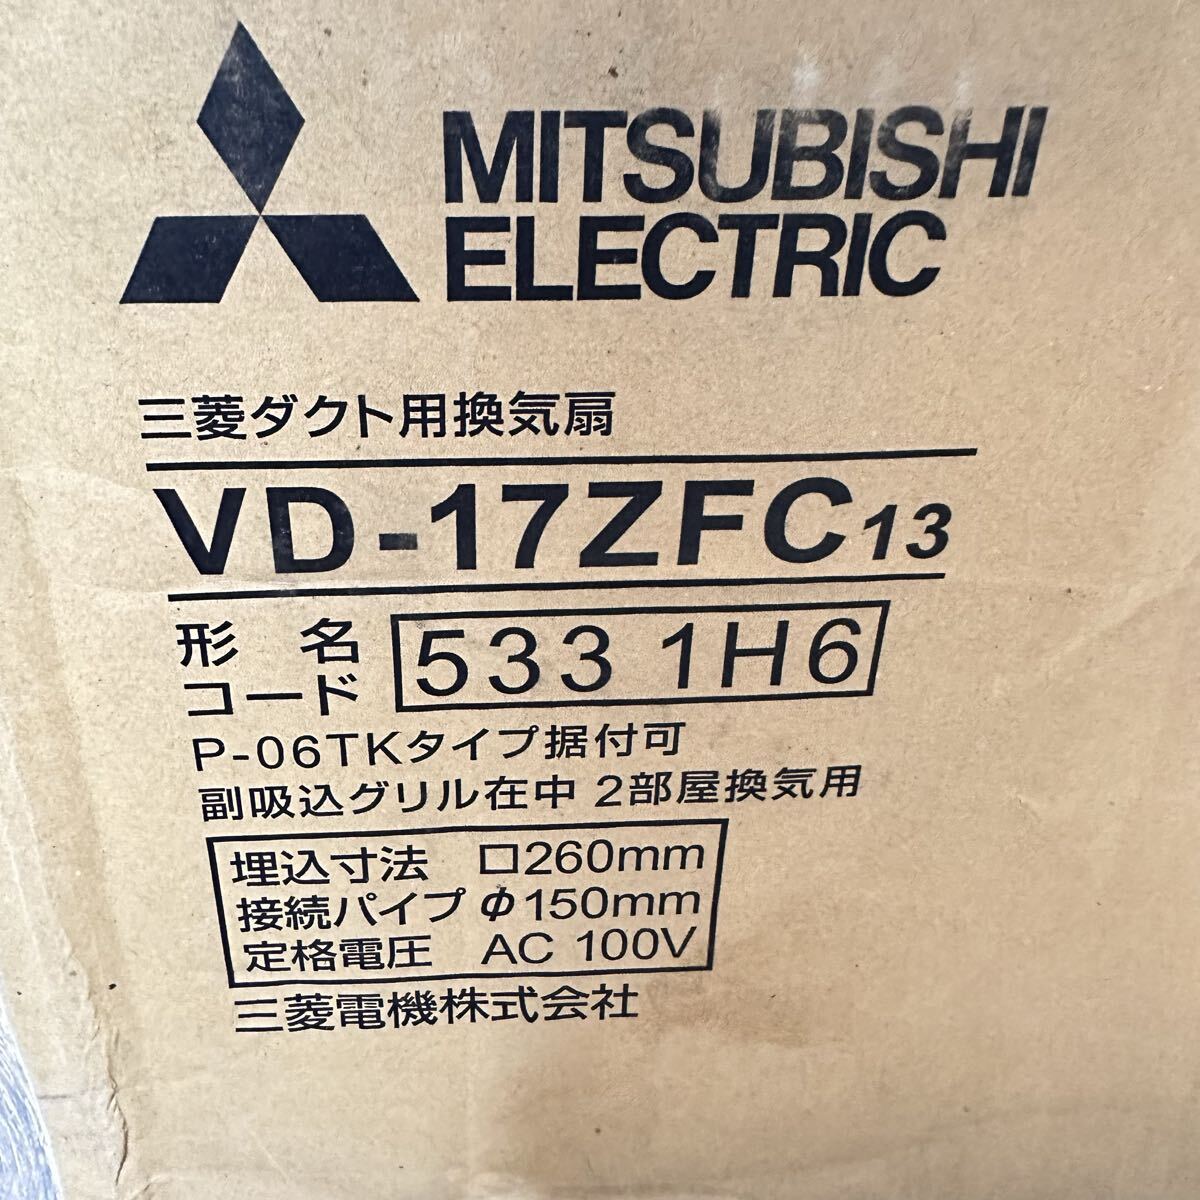 MITSUBISHI
ELECTRIC
三菱ダクト用換気扇
VD-17ZFC13
形名コード 533 1H6
P-06TKタイプ据付可
副吸込グリル在中 2部屋換気用
埋込寸法 □260mm
接続パイプ φ150mm
定格電圧 AC 100V
三菱電機株式会社